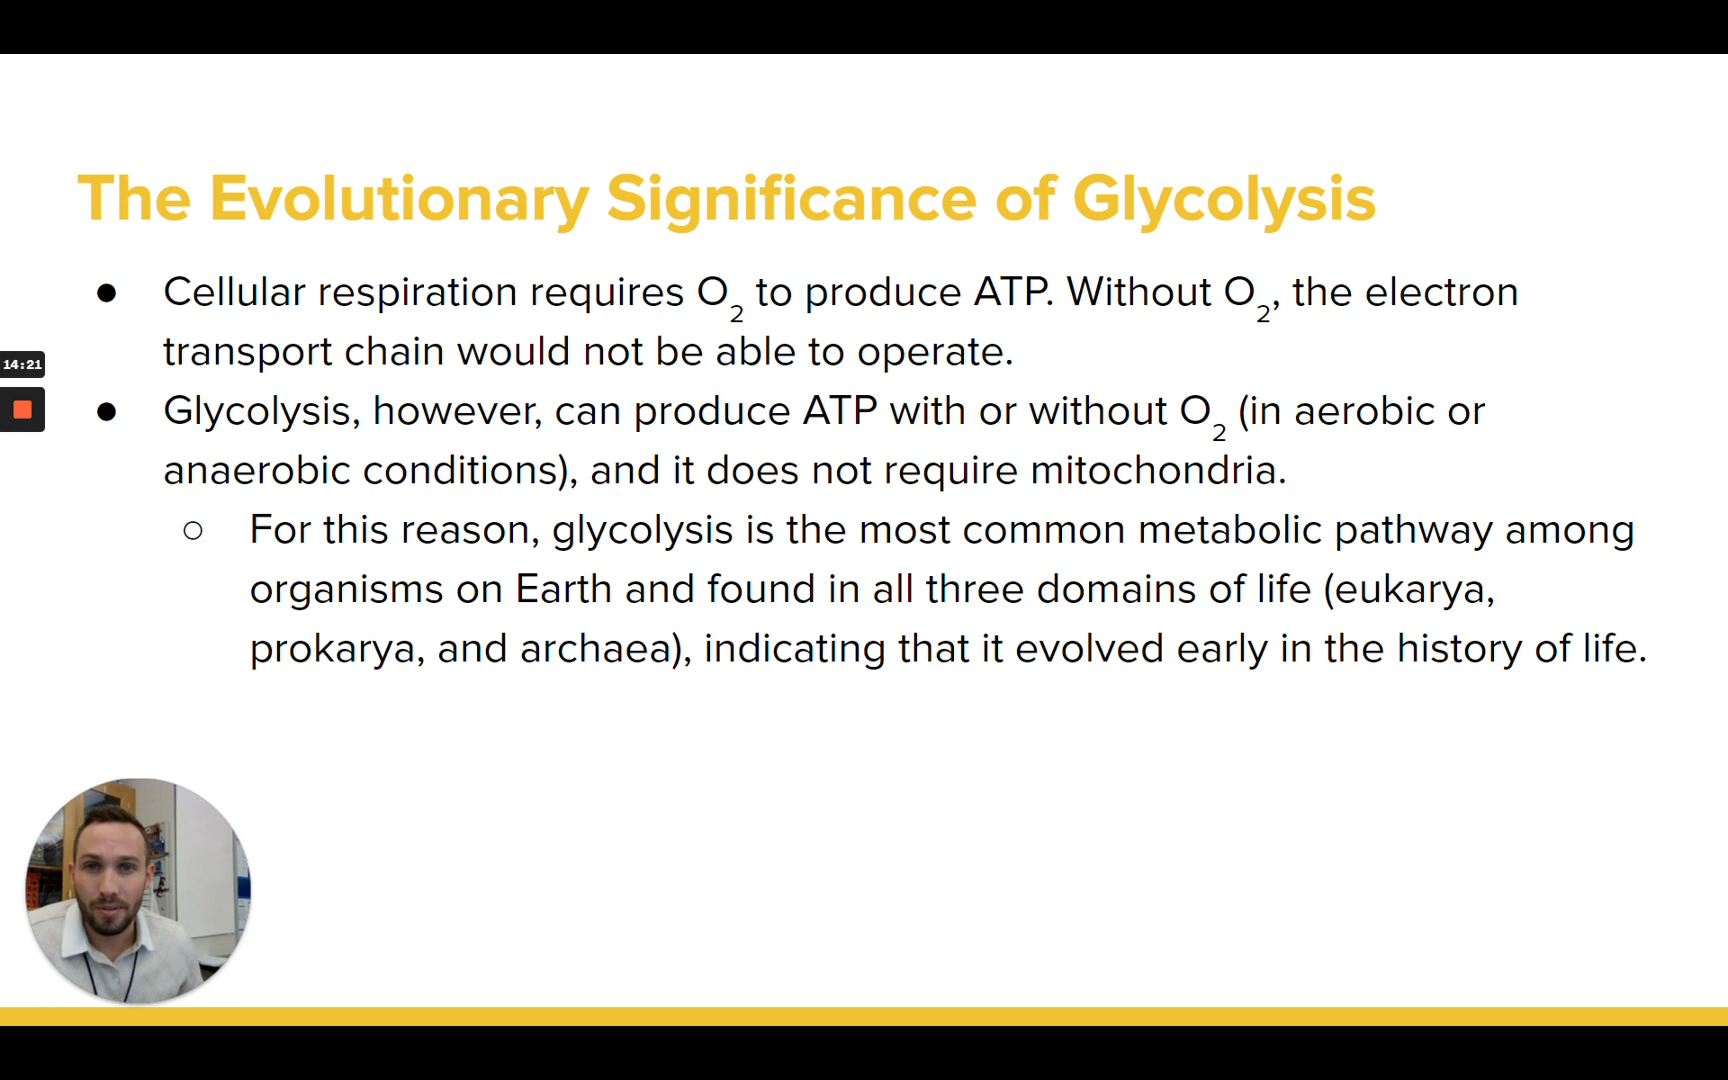 The Evolutionary Significance of Glycolysis
● Cellular respiration requires O₂ to produce ATP. Without O₂, the electron
transport chain would not be able to operate.
14:21
● Glycolysis, however, can produce ATP with or without O₂ (in aerobic or
anaerobic conditions), and it does not require mitochondria.
○ For this reason, glycolysis is the most common metabolic pathway among
organisms on Earth and found in all three domains of life (eukarya,
prokarya, and archaea), indicating that it evolved early in the history of life.